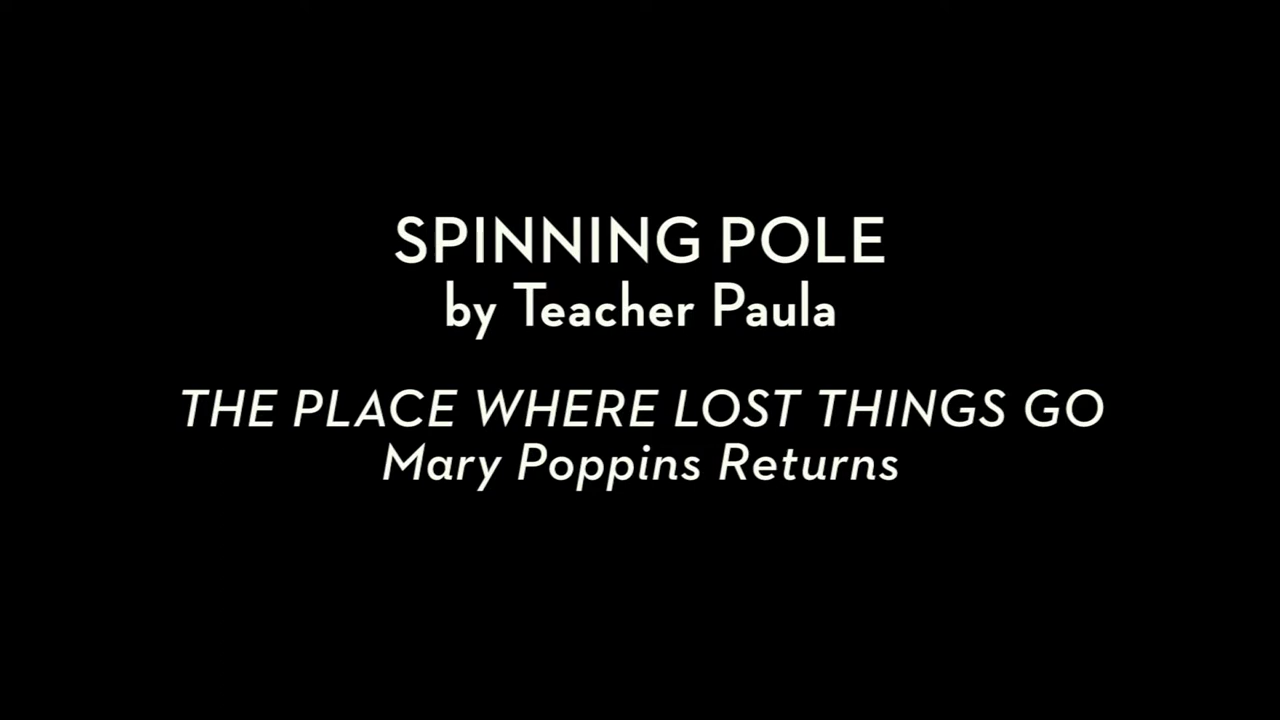 SPINNING POLE
by Teacher Paula
THE PLACE WHERE LOST THINGS GO
Mary Poppins Returns